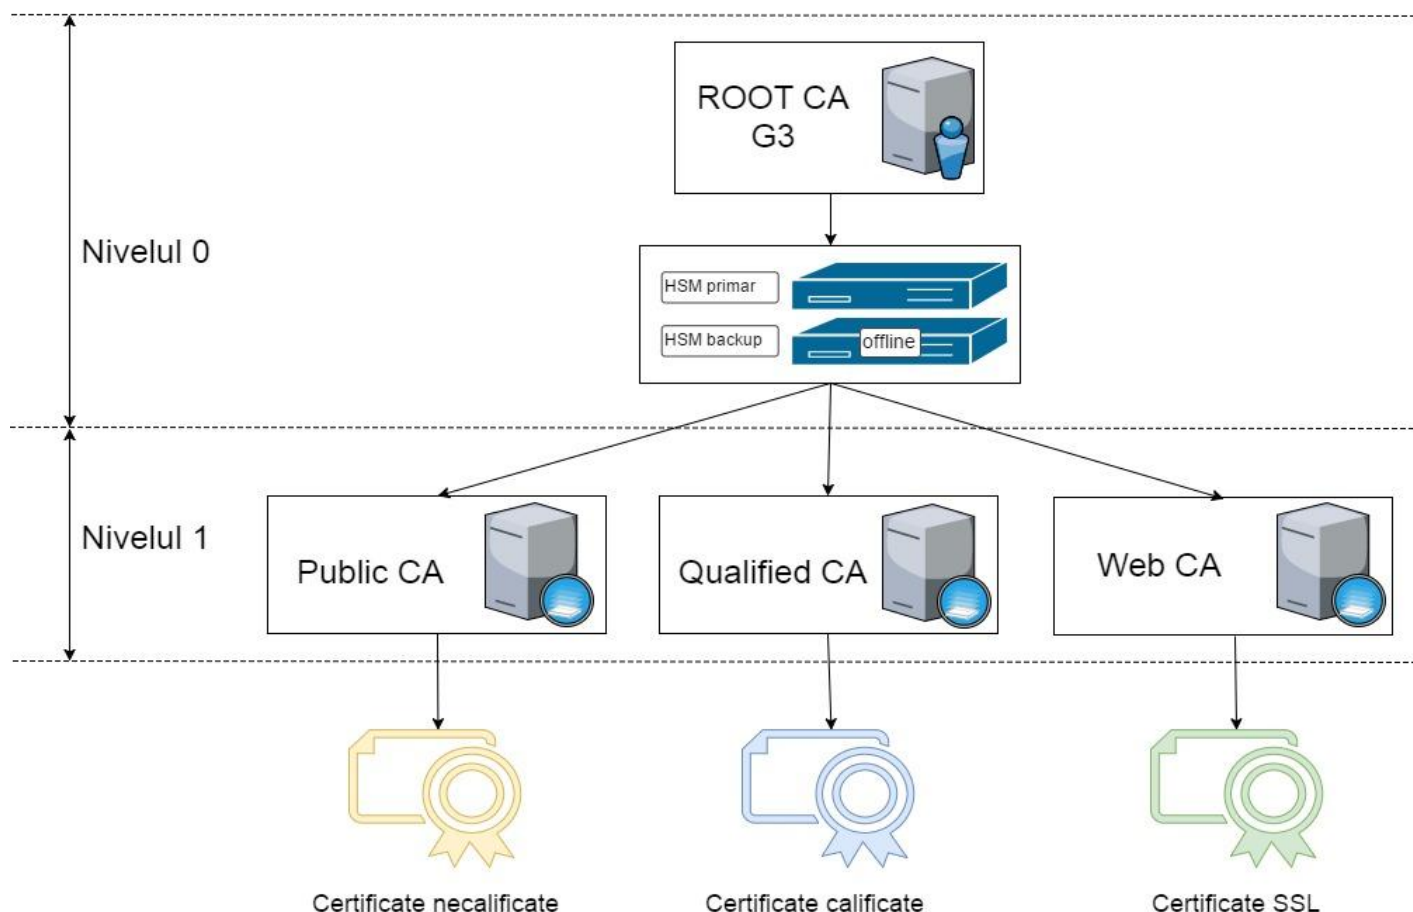 ROOT CA
G3
Nivelul 0
HSM primar
HSM backup
offline
Nivelul 1
Public CA
Qualified CA
Web CA
Certificate necalificate
Certificate calificate
Certificate SSL